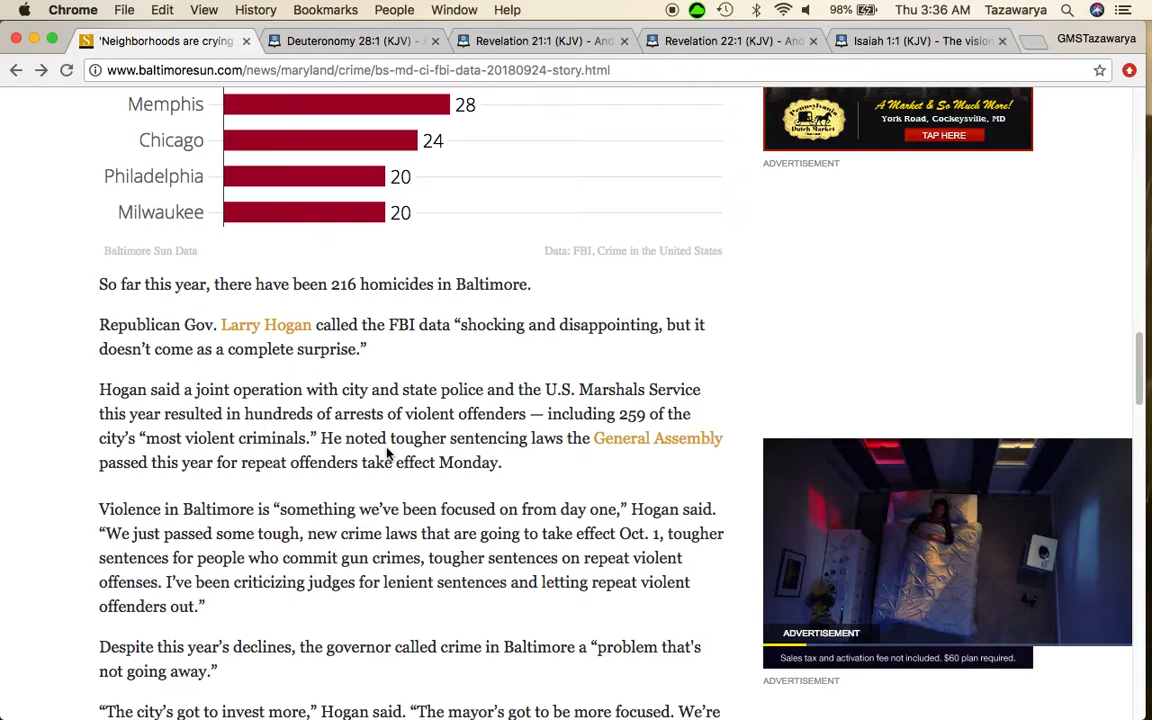 Chrome File Edit View History Bookmarks People Window Help 98% Thu 3:36 AM Tazawarya
'Neighborhoods are crying × Deuteronomy 28:1 (KJV) - A × Revelation 21:1 (KJV) - And × Revelation 22:1 (KJV) - And × Isaiah 1:1 (KJV) - The vision × GMSTazawarya
www.baltimoresun.com/news/maryland/crime/bs-md-ci-fbi-data-20180924-story.html
Memphis 28
Chicago 24
Philadelphia 20
Milwaukee 20
Baltimore Sun Data Data: FBI, Crime in the United States
So far this year, there have been 216 homicides in Baltimore.
Republican Gov. Larry Hogan called the FBI data “shocking and disappointing, but it
doesn’t come as a complete surprise.”
Hogan said a joint operation with city and state police and the U.S. Marshals Service
this year resulted in hundreds of arrests of violent offenders — including 259 of the
city’s “most violent criminals.” He noted tougher sentencing laws the General Assembly
passed this year for repeat offenders take effect Monday.
Violence in Baltimore is “something we’ve been focused on from day one,” Hogan said.
“We just passed some tough, new crime laws that are going to take effect Oct. 1, tougher
sentences for people who commit gun crimes, tougher sentences on repeat violent
offenses. I’ve been criticizing judges for lenient sentences and letting repeat violent
offenders out.”
Despite this year’s declines, the governor called crime in Baltimore a “problem that's
not going away.”
“The city’s got to invest more,” Hogan said. “The mayor’s got to be more focused. We’re
Pennsylvania
Dutch Market
A Market & So Much More!
York Road, Cockeysville, MD
TAP HERE
ADVERTISEMENT
ADVERTISEMENT
Sales tax and activation fee not included. $60 plan required.
ADVERTISEMENT